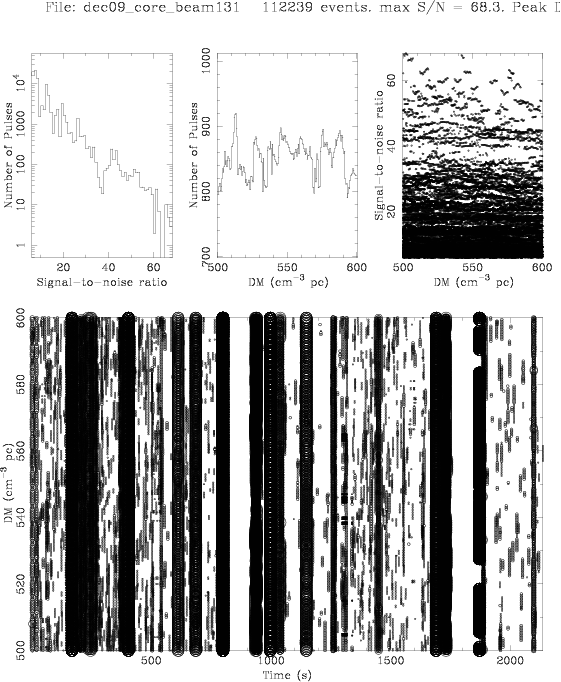 File: dec09_core_beam131 112239 events. max S/N = 68.3. Peak
Number of Pulses
10⁴
1000
100
10
1
20 40 60
Signal-to-noise ratio
Number of Pulses
1000
900
800
700
500 550 600
DM (cm⁻³ pc)
Signal-to-noise ratio
60
40
20
500 550 600
DM (cm⁻³ pc)
DM (cm⁻³ pc)
600
580
560
540
520
500
500 1000 1500 2000
Time (s)